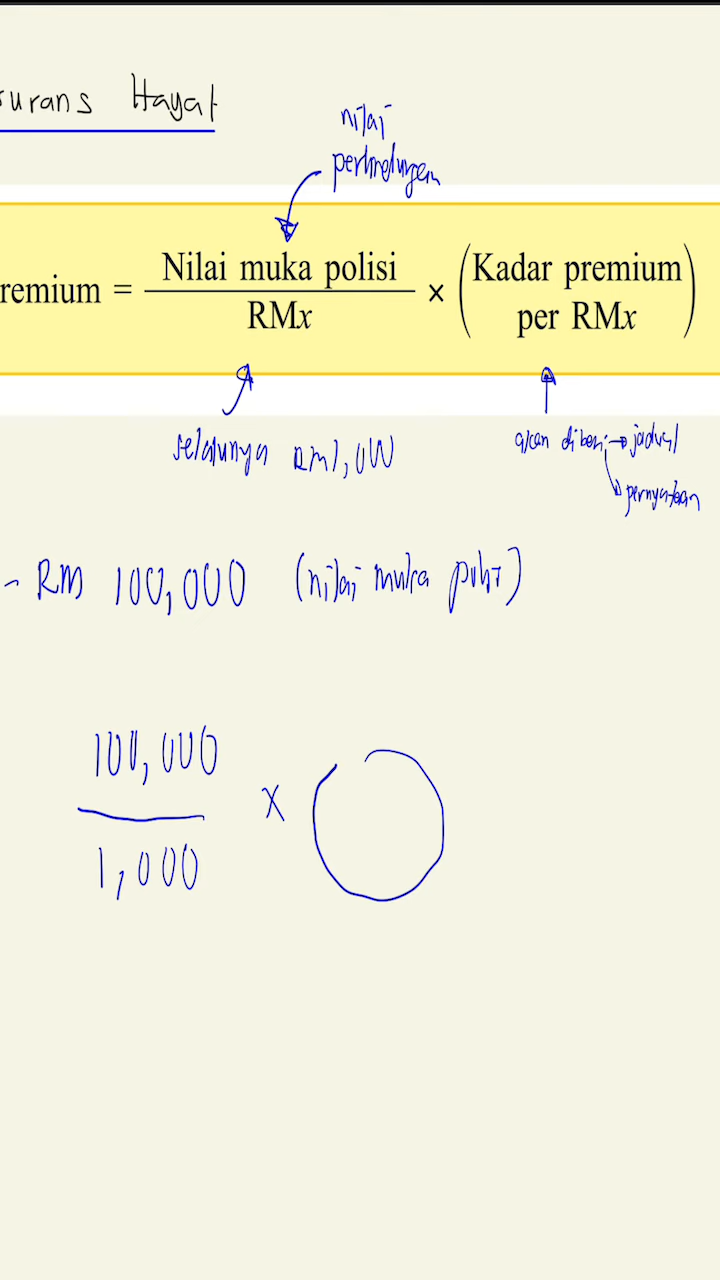 urans Hayat
nilai
perlindungan
remium = Nilai muka polisi / RMx × (Kadar premium per RMx)
selalunya RM1,000
akan diberi → jadual
→ pernyataan
- RM 100,000 (nilai muka polisi)
100,000
x
1,000